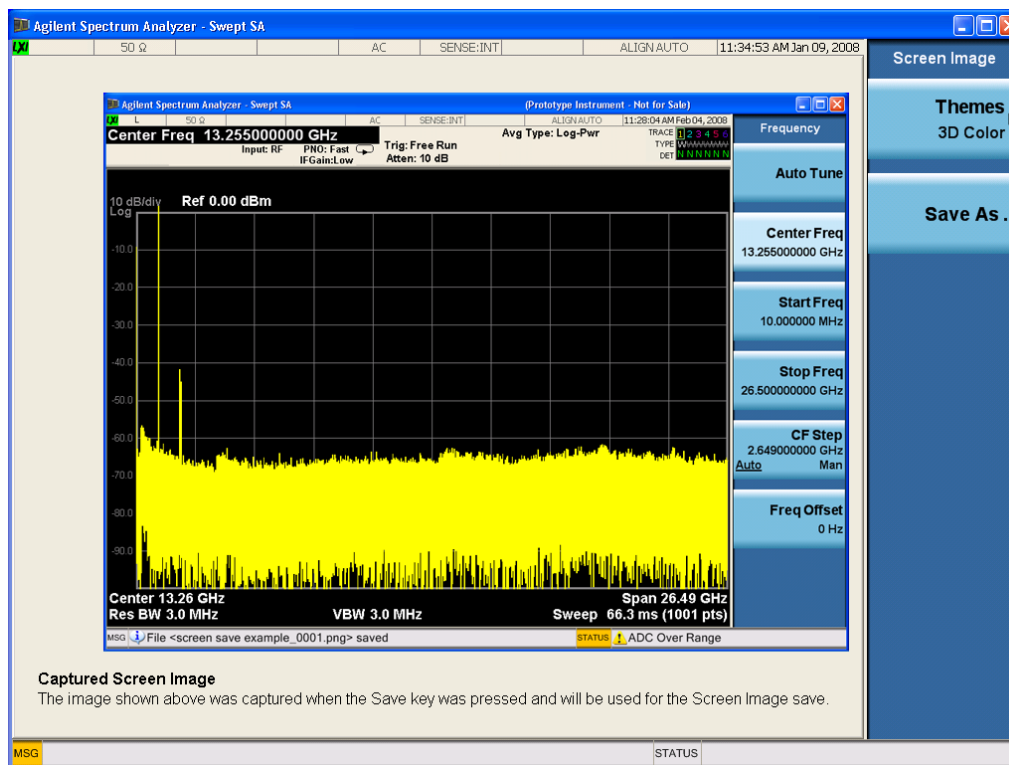 Agilent Spectrum Analyzer - Swept SA
LXI 50 Ω AC SENSE:INT ALIGN AUTO 11:34:53 AM Jan 09, 2008
Screen Image
Themes
3D Color
Save As .
Agilent Spectrum Analyzer - Swept SA (Prototype Instrument - Not for Sale)
LXI L 50 Ω AC SENSE:INT ALIGN AUTO 11:28:04 AM Feb 04, 2008
Center Freq 13.255000000 GHz
Input: RF PNO: Fast Trig: Free Run
IFGain:Low Atten: 10 dB
Avg Type: Log-Pwr
TRACE 1 2 3 4 5 6
TYPE WWWWWW
DET N N N N N N
10 dB/div Ref 0.00 dBm
Log
-10.0
-20.0
-30.0
-40.0
-50.0
-60.0
-70.0
-80.0
-90.0
Center 13.26 GHz Span 26.49 GHz
Res BW 3.0 MHz VBW 3.0 MHz Sweep 66.3 ms (1001 pts)
MSG File <screen save example_0001.png> saved STATUS ADC Over Range
Frequency
Auto Tune
Center Freq
13.255000000 GHz
Start Freq
10.000000 MHz
Stop Freq
26.500000000 GHz
CF Step
2.649000000 GHz
Auto Man
Freq Offset
0 Hz
Captured Screen Image
The image shown above was captured when the Save key was pressed and will be used for the Screen Image save.
MSG STATUS